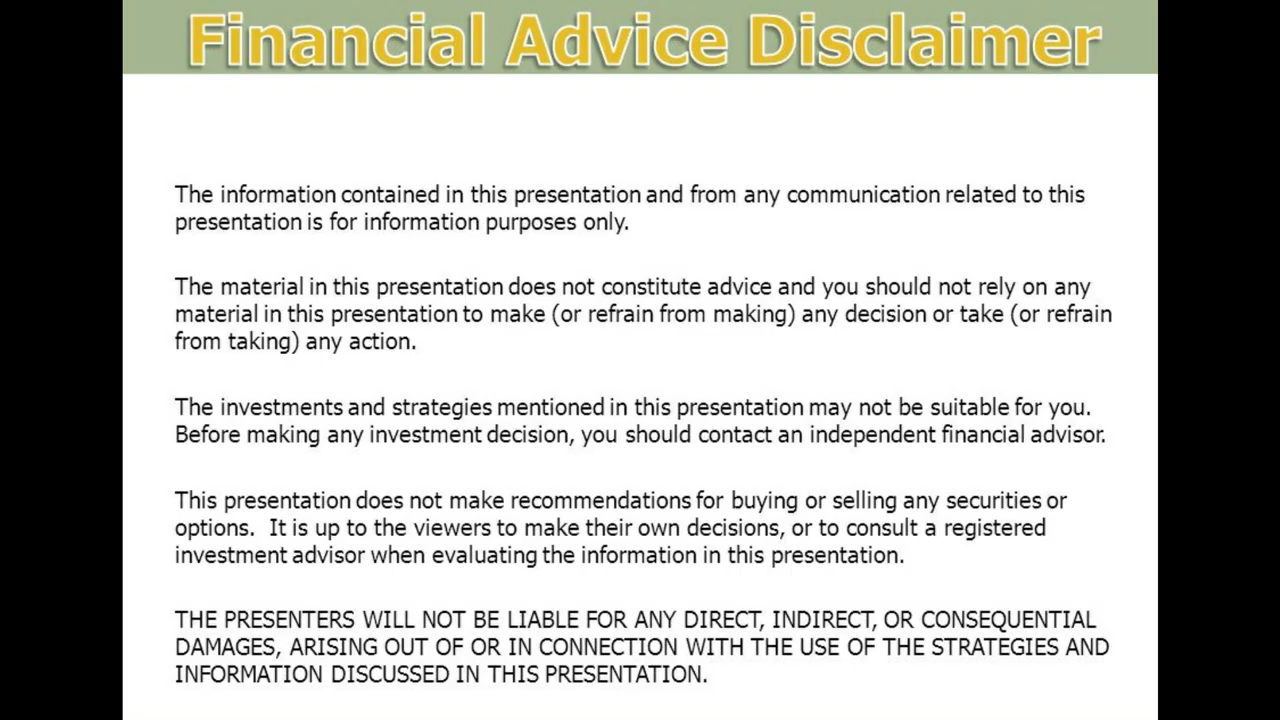 Financial Advice Disclaimer
The information contained in this presentation and from any communication related to this
presentation is for information purposes only.
The material in this presentation does not constitute advice and you should not rely on any
material in this presentation to make (or refrain from making) any decision or take (or refrain
from taking) any action.
The investments and strategies mentioned in this presentation may not be suitable for you.
Before making any investment decision, you should contact an independent financial advisor.
This presentation does not make recommendations for buying or selling any securities or
options.  It is up to the viewers to make their own decisions, or to consult a registered
investment advisor when evaluating the information in this presentation.
THE PRESENTERS WILL NOT BE LIABLE FOR ANY DIRECT, INDIRECT, OR CONSEQUENTIAL
DAMAGES, ARISING OUT OF OR IN CONNECTION WITH THE USE OF THE STRATEGIES AND
INFORMATION DISCUSSED IN THIS PRESENTATION.